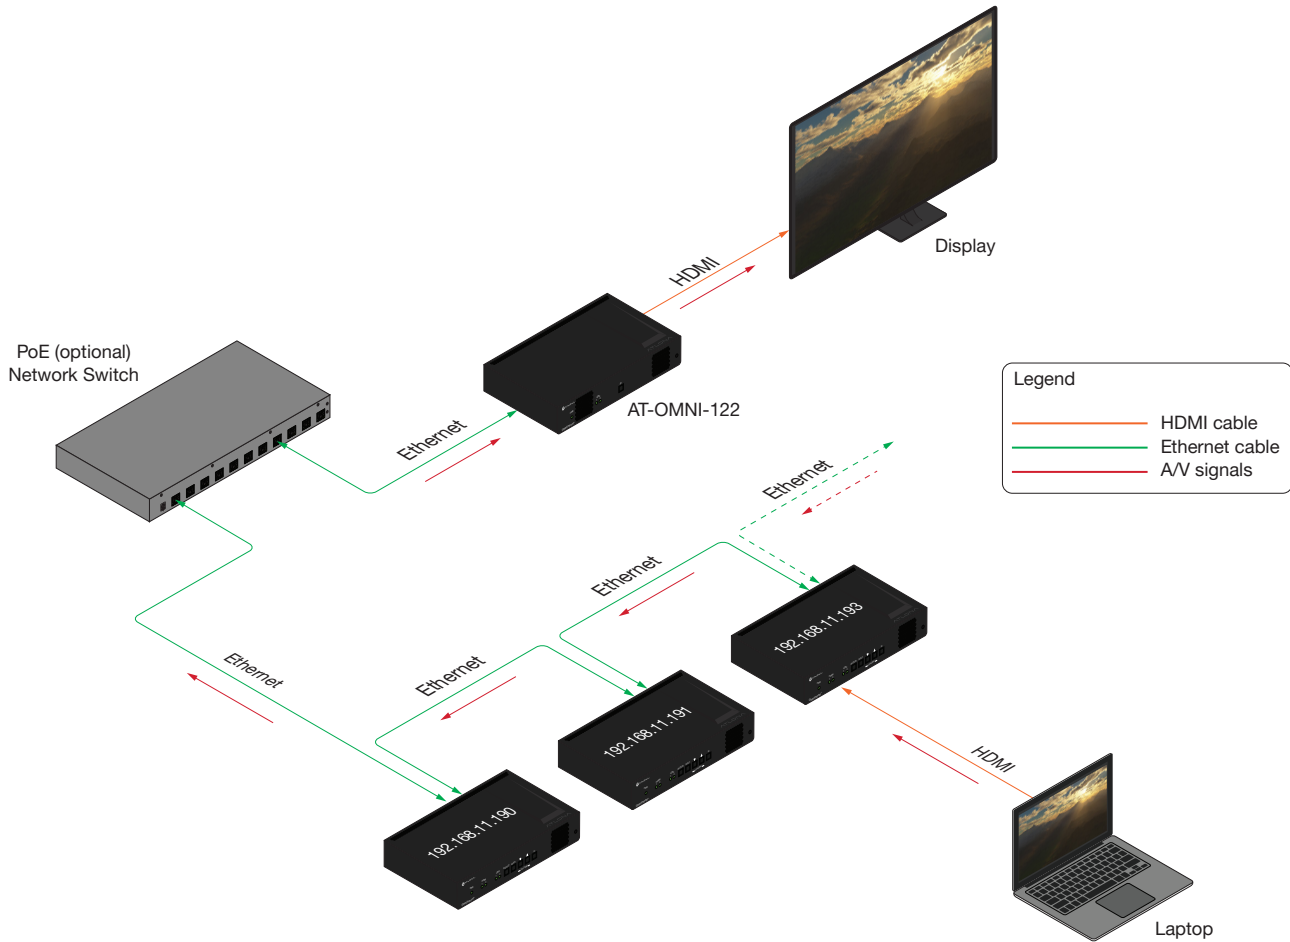 Display
HDMI
PoE (optional)
Network Switch
AT-OMNI-122
Legend
HDMI cable
Ethernet cable
A/V signals
Ethernet
Ethernet
Ethernet
192.168.11.193
Ethernet
Ethernet
192.168.11.191
HDMI
192.168.11.190
Laptop